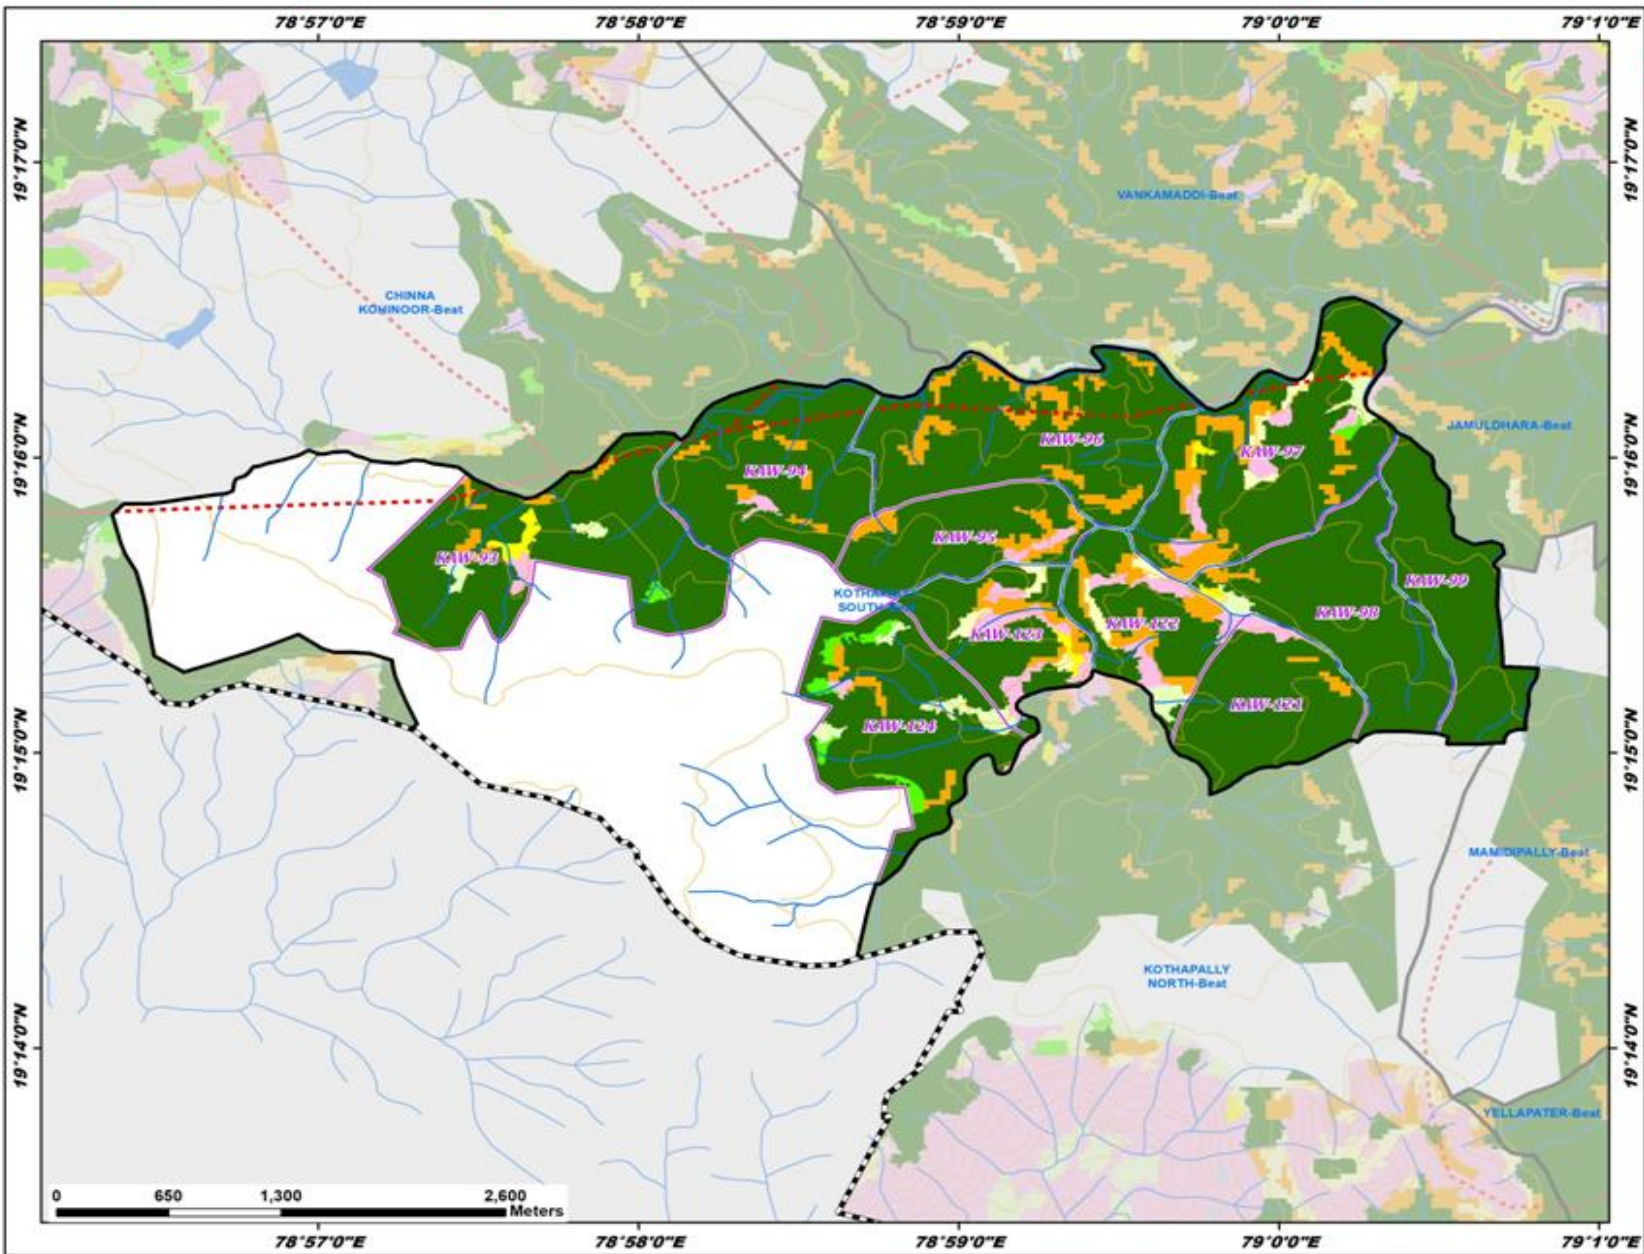 78°57'0"E
78°58'0"E
78°59'0"E
79°0'0"E
79°1'0"E
19°17'0"N
19°17'0"N
VANKAMADDI-Beat
CHINNA
KOHINOOR-Beat
JAMULDHARA-Beat
19°16'0"N
19°16'0"N
KAW-96
KAW-97
KAW-94
KAW-95
KAW-93
KAW-99
KAW-98
KAW-123
KAW-122
KAW-121
KAW-124
19°15'0"N
19°15'0"N
MAMIDIPALLY-Beat
KOTHAPALLY
NORTH-Beat
19°14'0"N
19°14'0"N
YELLAPATER-Beat
0
650
1,300
2,600
Meters
78°57'0"E
78°58'0"E
78°59'0"E
79°0'0"E
79°1'0"E